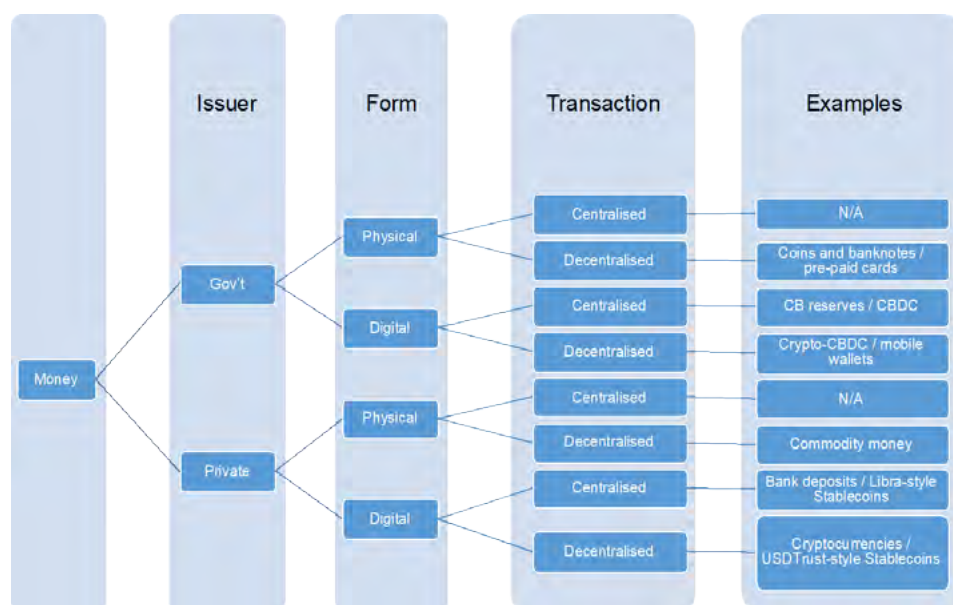 Issuer
Form
Transaction
Examples
Centralised
N/A
Physical
Decentralised
Coins and banknotes /
pre-paid cards
Gov't
Centralised
CB reserves / CBDC
Digital
Decentralised
Crypto-CBDC / mobile
wallets
Money
Centralised
N/A
Physical
Decentralised
Commodity money
Private
Centralised
Bank deposits / Libra-style
Stablecoins
Digital
Decentralised
Cryptocurrencies /
USDTrust-style Stablecoins